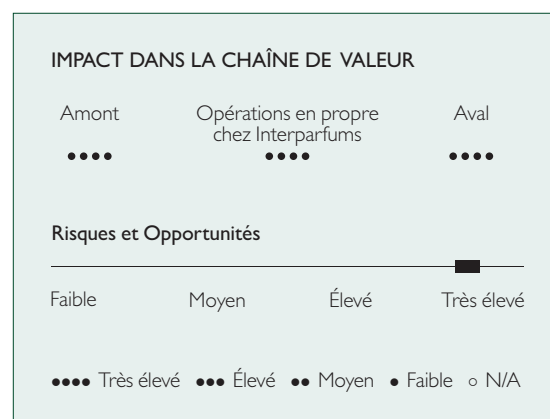 IMPACT DANS LA CHAÎNE DE VALEUR
Amont Opérations en propre Aval
chez Interparfums
●●●● ●●●● ●●●●
Risques et Opportunités
Faible Moyen Élevé Très élevé
●●●● Très élevé ●●● Élevé ●● Moyen ● Faible ○ N/A